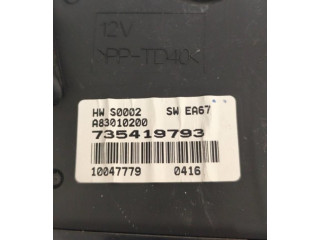 12V
>PP-TD40<
HW S0002 SW EA67
A83010200
735419793
10047779 0416